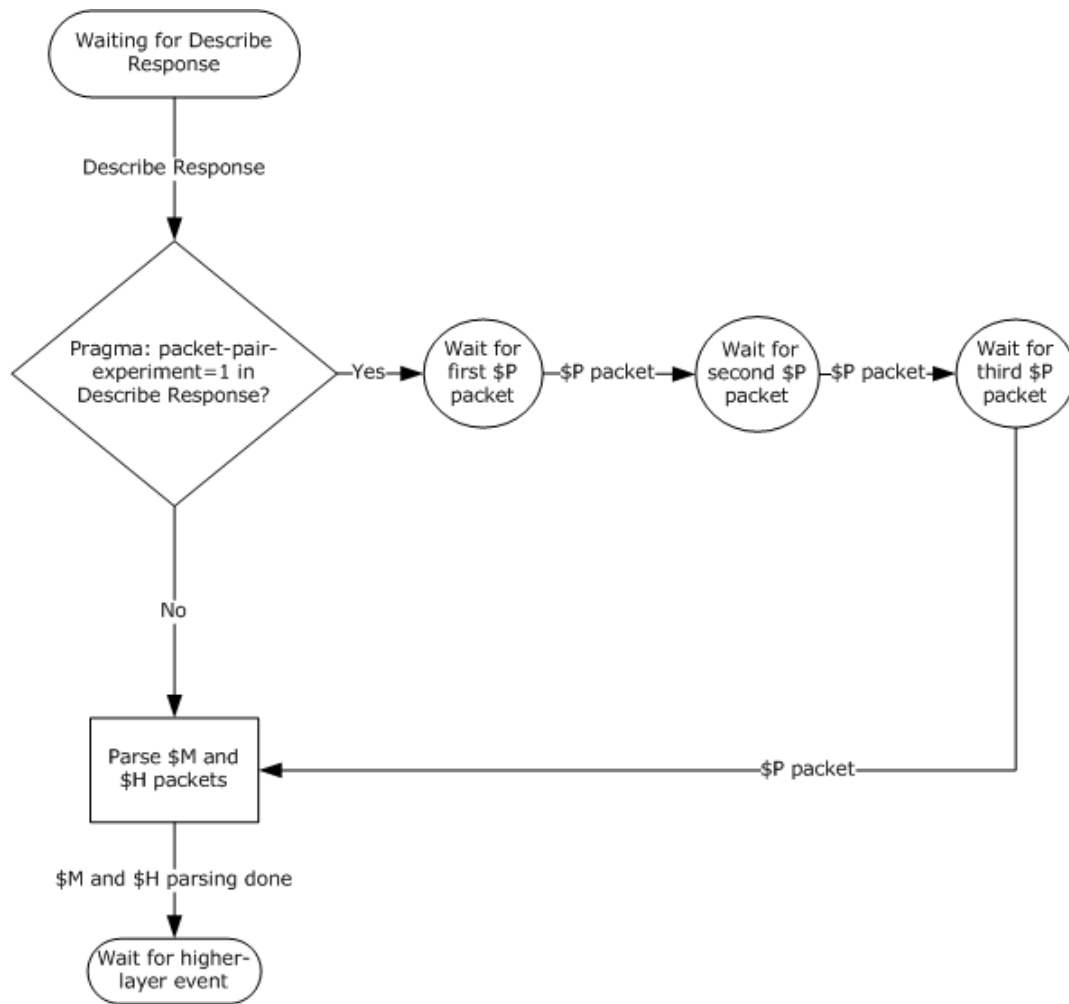 Waiting for Describe
Response
Describe Response
Pragma: packet-pair-
experiment=1 in
Describe Response?
Yes
Wait for
first $P
packet
$P packet
Wait for
second $P
packet
$P packet
Wait for
third $P
packet
No
Parse $M and
$H packets
$P packet
$M and $H parsing done
Wait for higher-
layer event